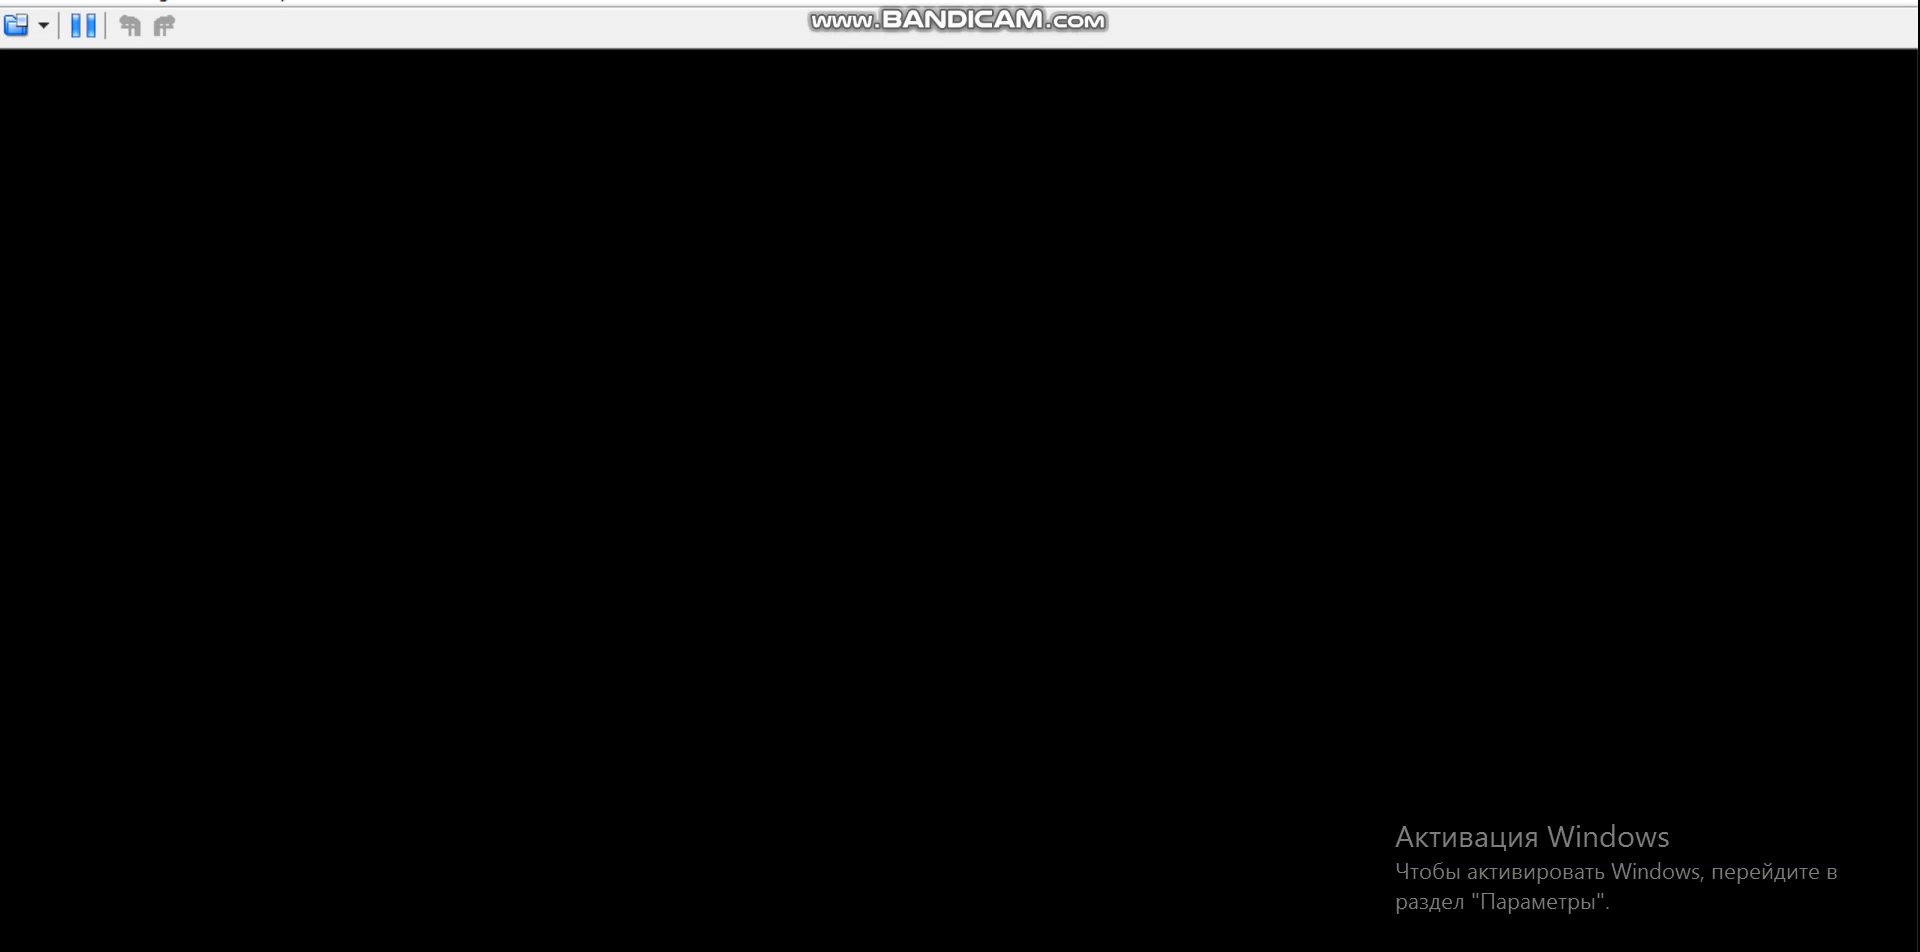 www.BANDICAM.com
Активация Windows
Чтобы активировать Windows, перейдите в
раздел "Параметры".